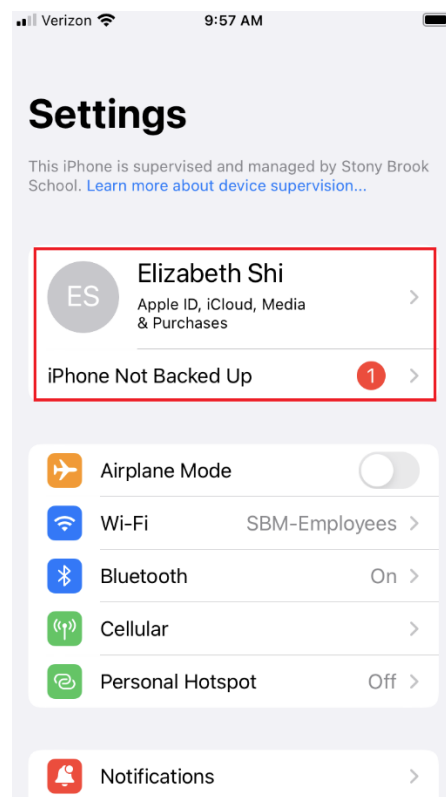 Verizon 9:57 AM
Settings
This iPhone is supervised and managed by Stony Brook
School. Learn more about device supervision...
ES
Elizabeth Shi
Apple ID, iCloud, Media
& Purchases
iPhone Not Backed Up 1
Airplane Mode
Wi-Fi SBM-Employees
Bluetooth On
Cellular
Personal Hotspot Off
Notifications